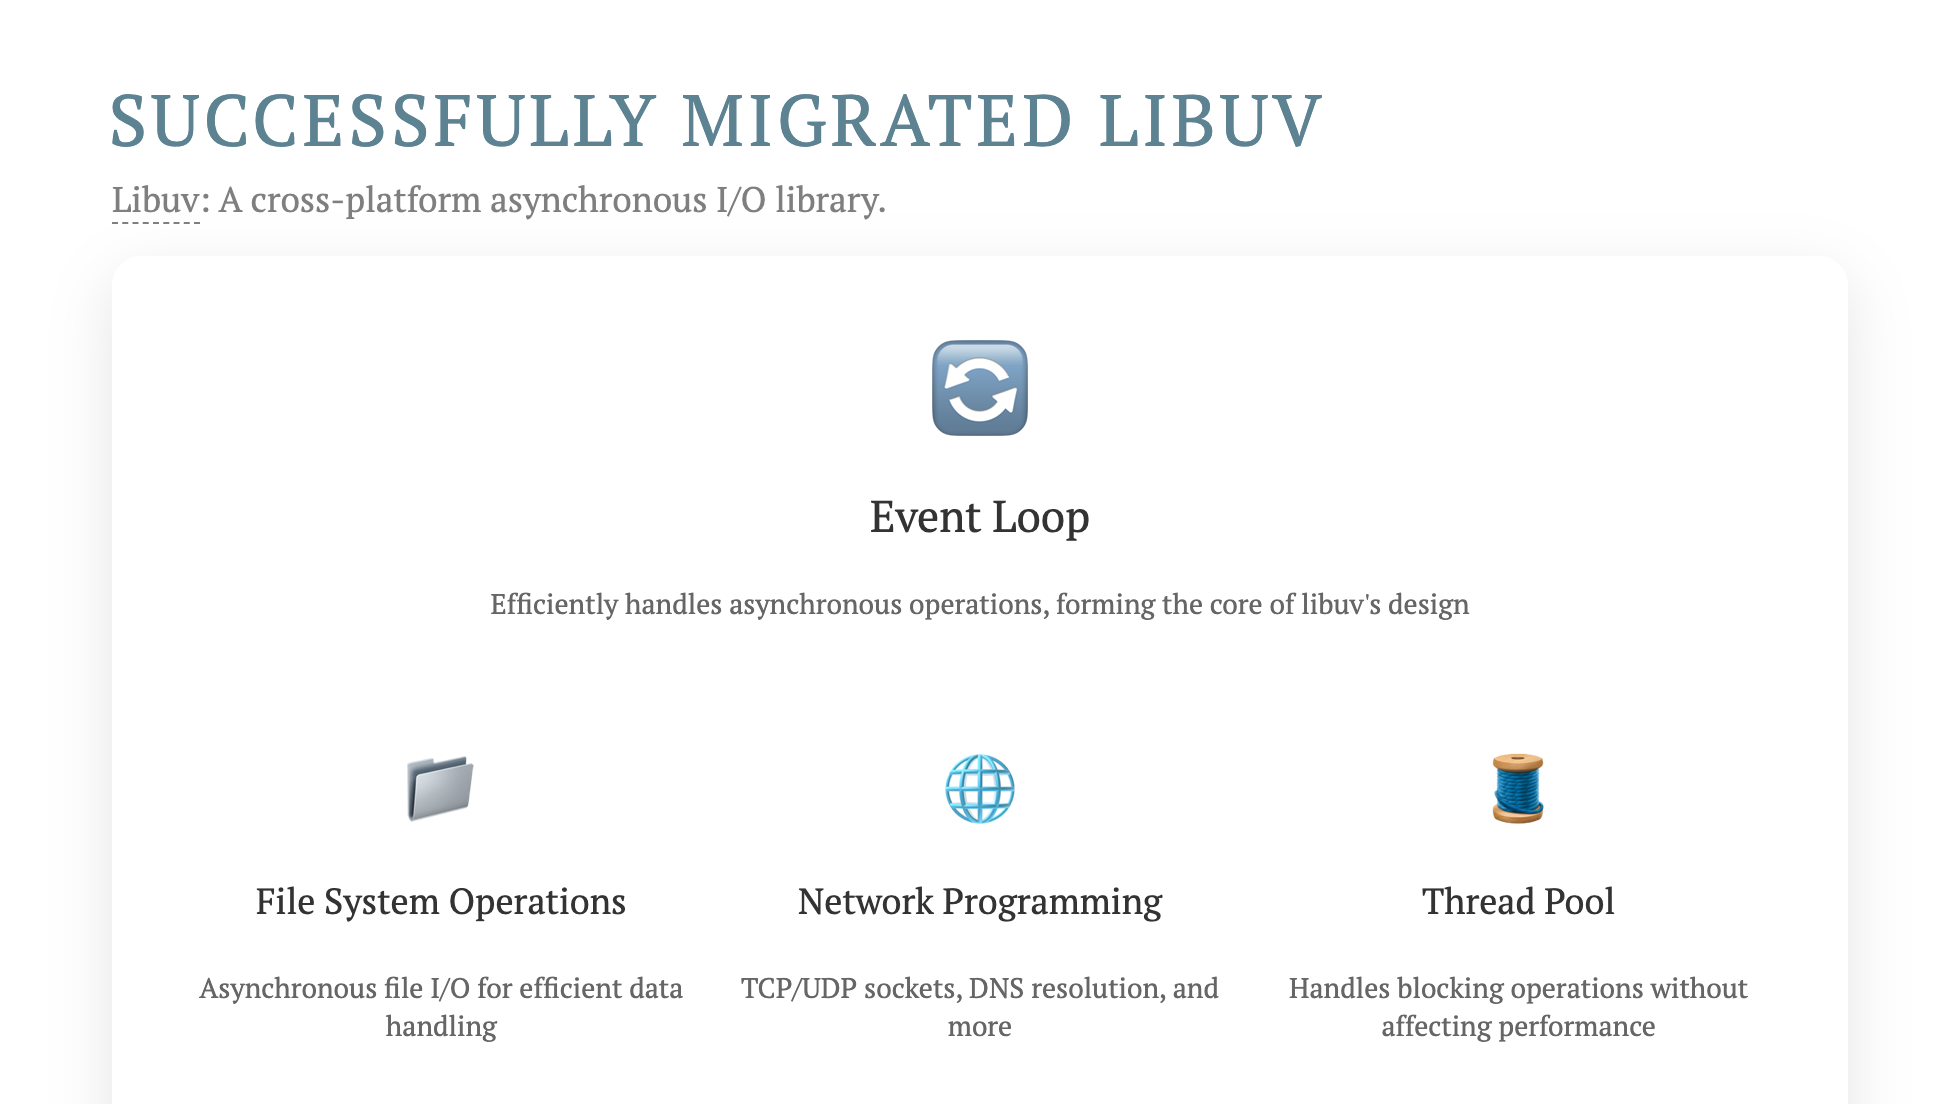 SUCCESSFULLY MIGRATED LIBUV
Libuv: A cross-platform asynchronous I/O library.
Event Loop
Efficiently handles asynchronous operations, forming the core of libuv's design
File System Operations
Asynchronous file I/O for efficient data
handling
Network Programming
TCP/UDP sockets, DNS resolution, and
more
Thread Pool
Handles blocking operations without
affecting performance